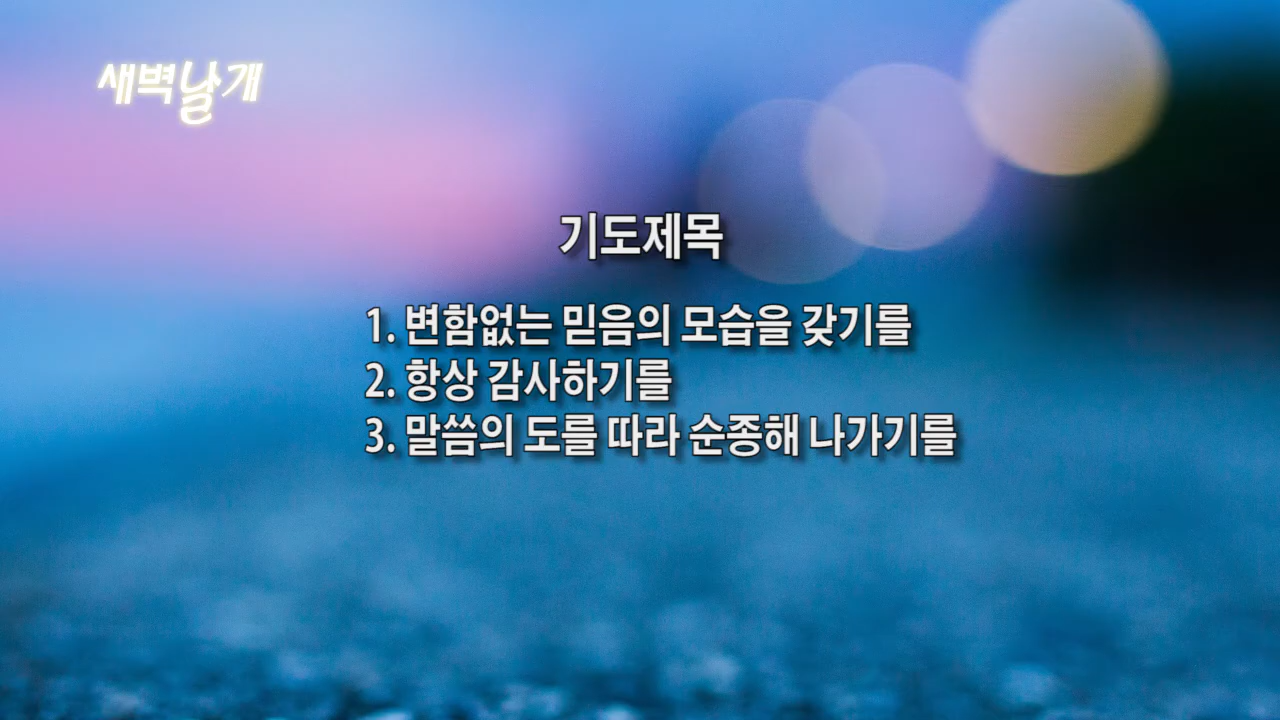 새벽날개
기도제목
1. 변함없는 믿음의 모습을 갖기를
2. 항상 감사하기를
3. 말씀의 도를 따라 순종해 나가기를